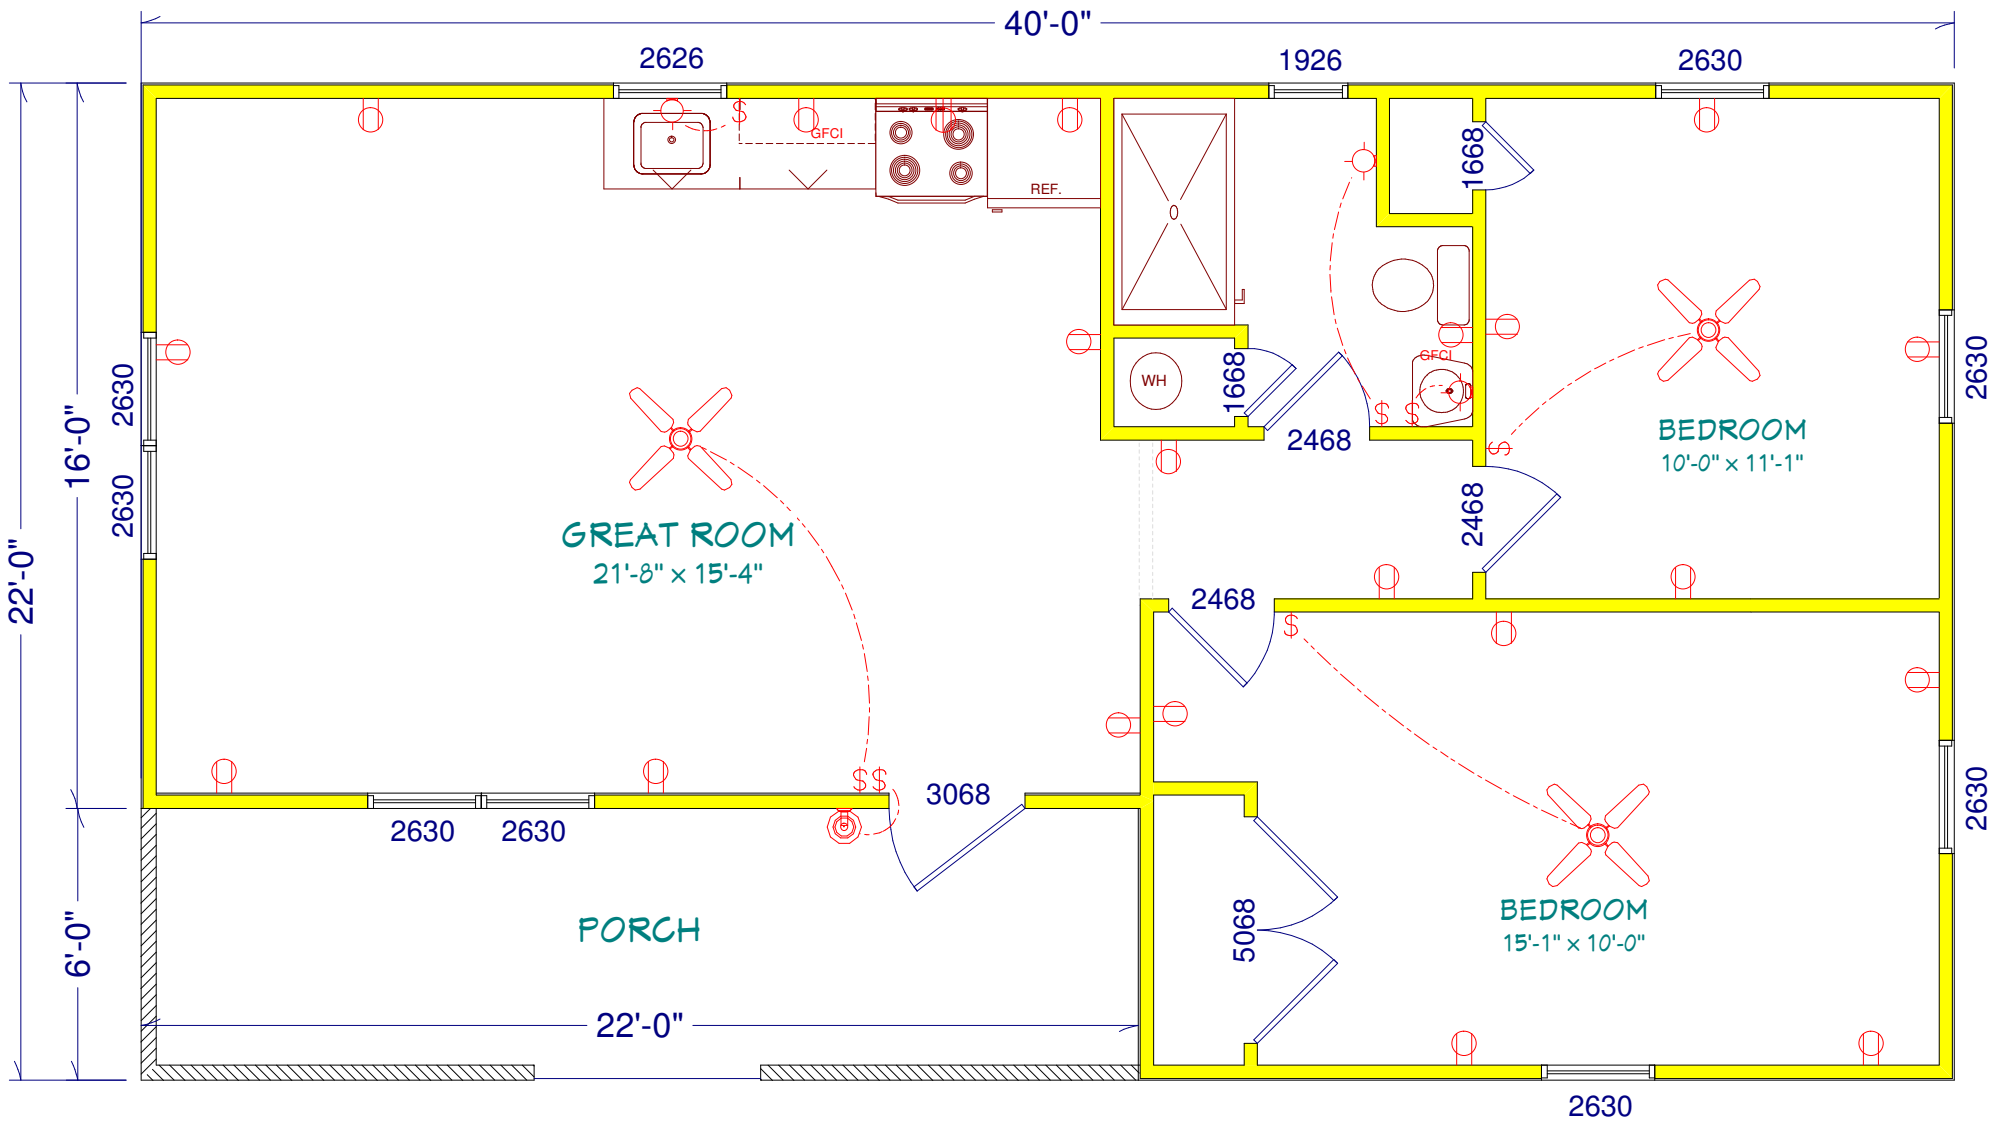 40'-0"
2626
1926
2630
$
GFCI
1668
REF.
2630
2630
16'-0"
22'-0"
WH
1668
GFCI
$
$
2468
$
BEDROOM
10'-0" x 11'-1"
2630
2468
GREAT ROOM
21'-8" x 15'-4"
2468
$
$$
3068
2630
2630
2630
PORCH
6'-0"
5068
BEDROOM
15'-1" x 10'-0"
22'-0"
2630